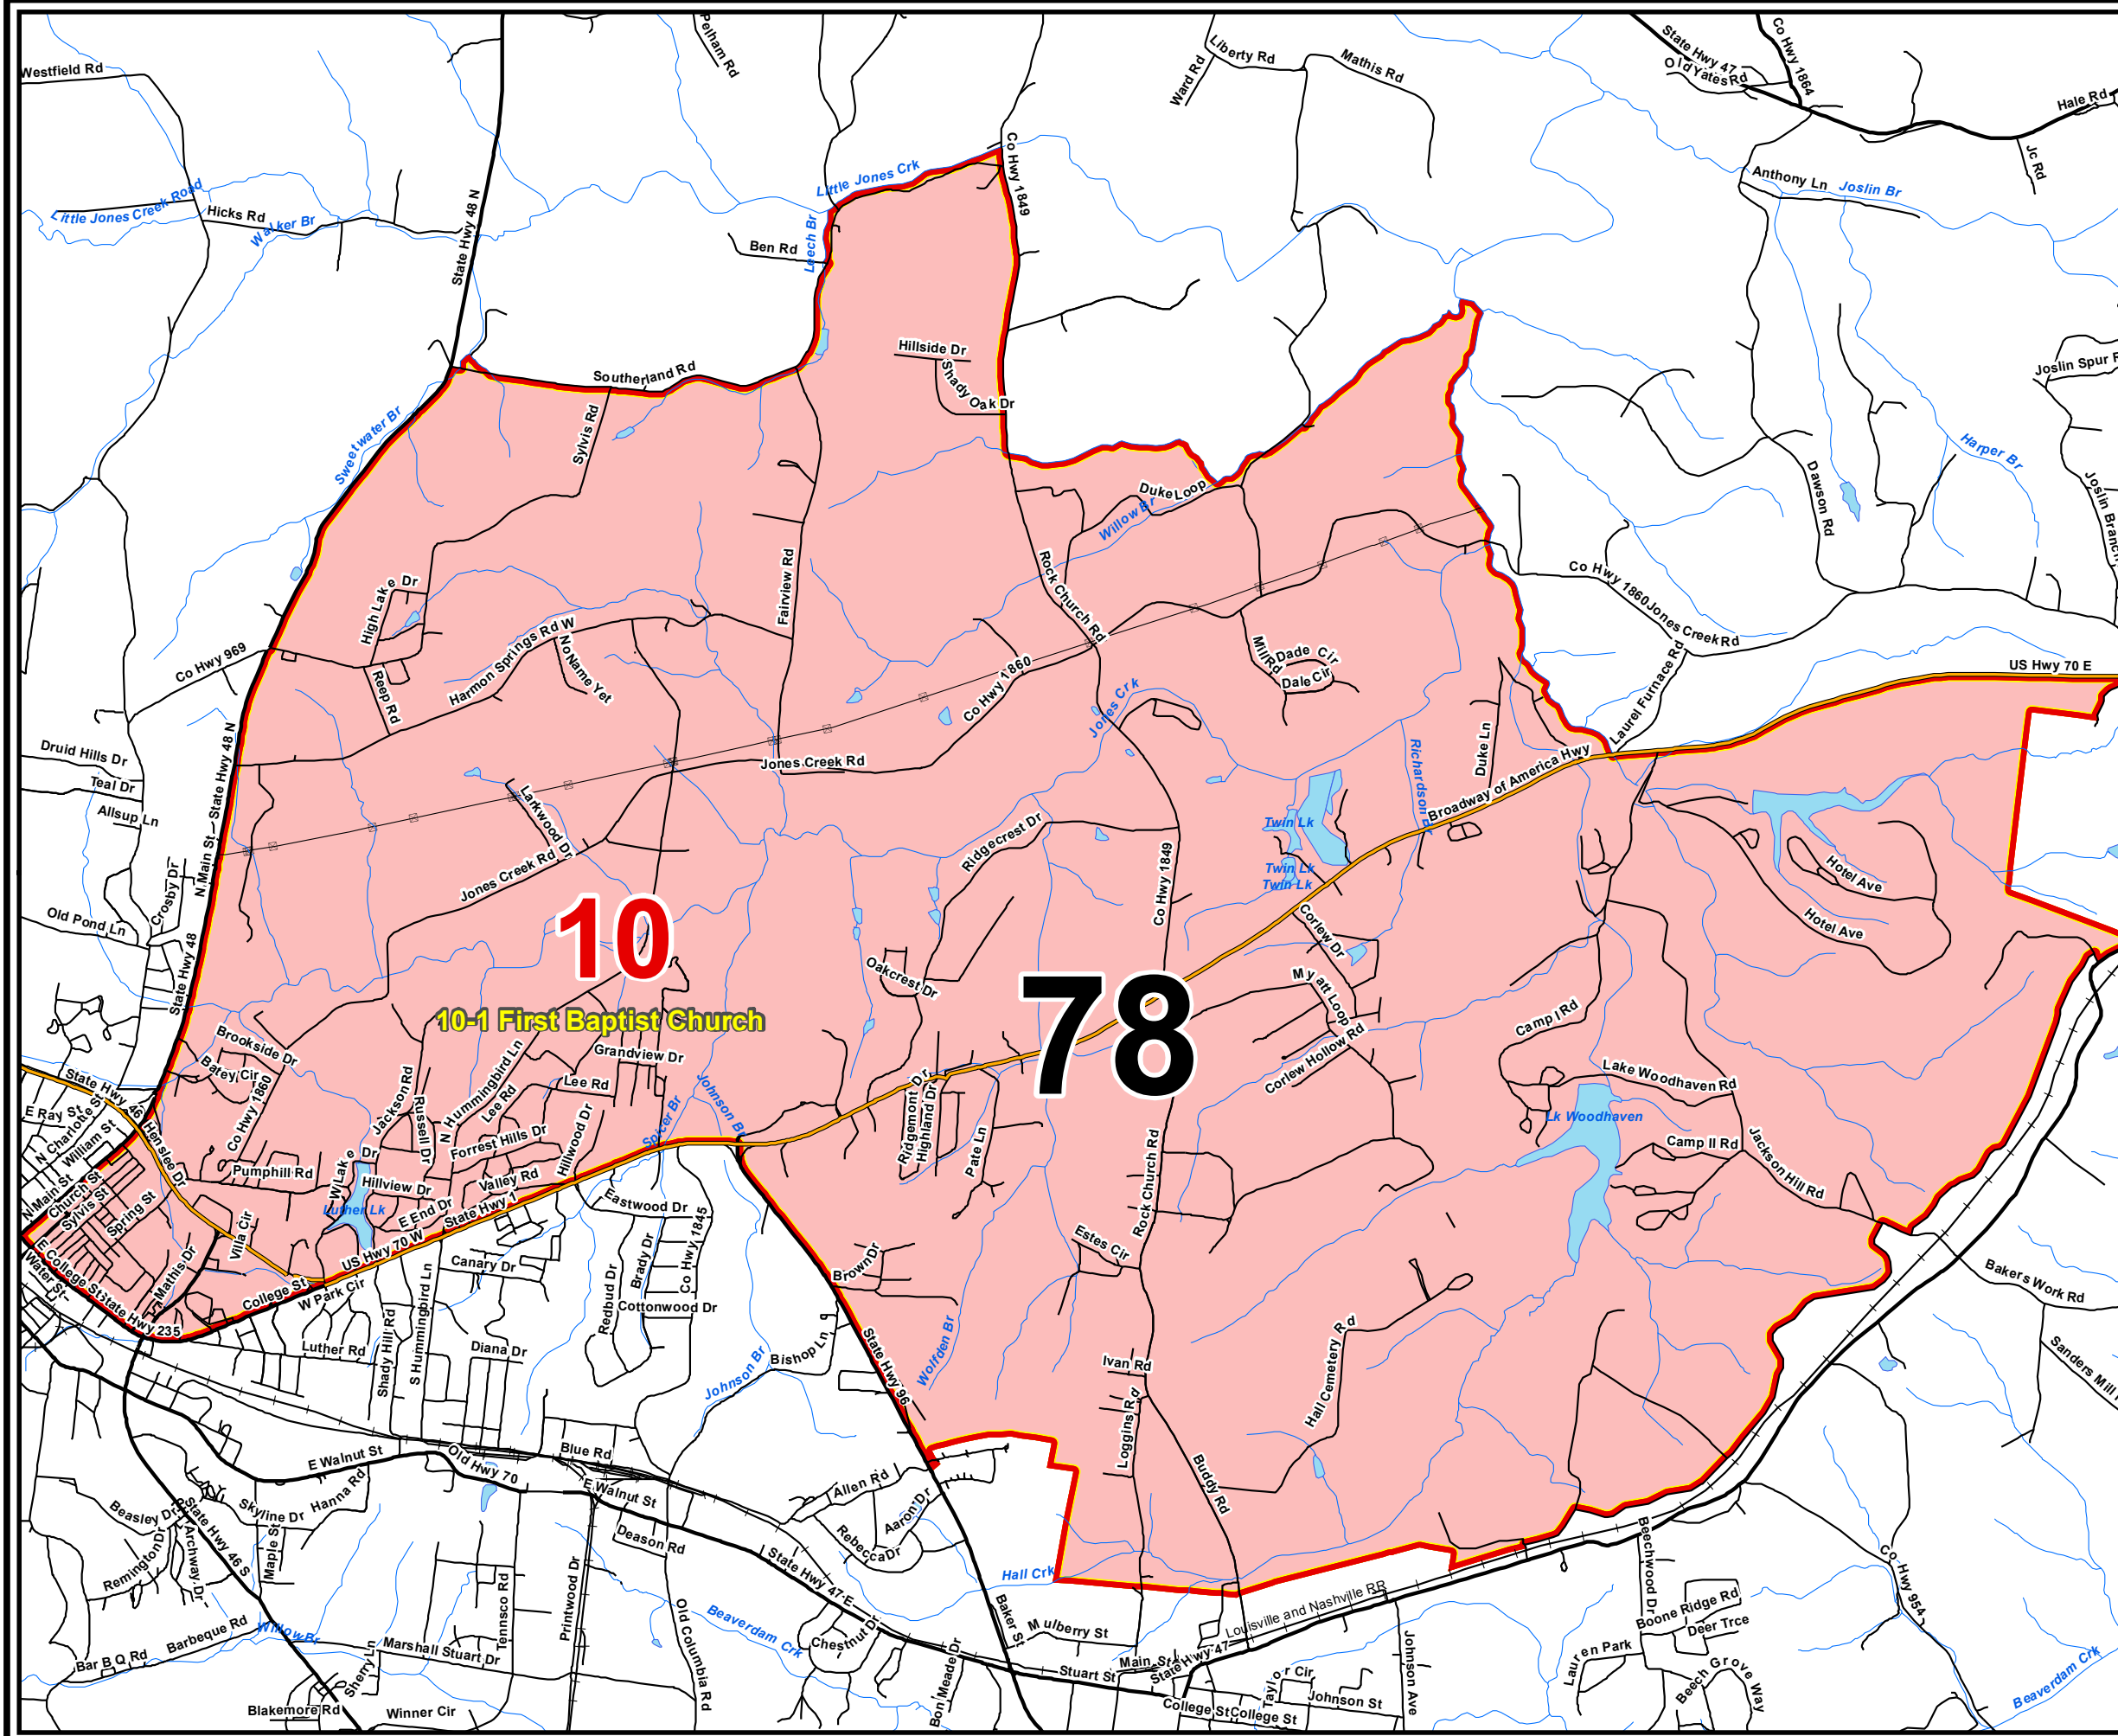 Westfield Rd
Pelham Rd
Liberty Rd
Ward Rd
Mathis Rd
State Hwy 47
Old Yates Rd
Co Hwy 1864
Hale Rd
Jc Rd
Anthony Ln
Joslin Br
Little Jones Creek Road
Hicks Rd
Walker Br
State Hwy 48 N
Little Jones Crk
Leech Br
Ben Rd
Co Hwy 1849
Hillside Dr
Shady Oak Dr
Southerland Rd
Sylvis Rd
Sweetwater Br
Joslin Spur R
Harper Br
Dawson Rd
Joslin Branch
Duke Loop
Willow Br
Rock Church Rd
Fairview Rd
High Lake Dr
Harmon Springs Rd W
No Name Yet
Reep Rd
Co Hwy 969
Co Hwy 1860
Jones Creek Rd
Mill Rd
Dade Cir
Dale Cir
Co Hwy 1860
Jones Creek Rd
Laurel Furnace Rd
US Hwy 70 E
Jones Crk
Duke Ln
Broadway of America Hwy
Richardson Br
Druid Hills Dr
Teal Dr
Allsup Ln
N Main St
State Hwy 48 N
Larkwood Dr
Jones Creek Rd
Ridgecrest Dr
Twin Lk
Twin Lk
Twin Lk
Crosby Dr
Old Pond Ln
State Hwy 48
Co Hwy 1849
Corlew Dr
Hotel Ave
Hotel Ave
10
10-1 First Baptist Church
78
Oakcrest Dr
Myatt Loop
Corlew Hollow Rd
Camp I Rd
Lake Woodhaven Rd
Lk Woodhaven
Camp II Rd
Jackson Hill Rd
Brookside Dr
Batey Cir
Co Hwy 1860
Grandview Dr
Lee Rd
N Hummingbird Ln
Lee Rd
Jackson Rd
Russell Dr
Forrest Hills Dr
Hillwood Dr
Spicer Br
Johnson Br
Ridgemont Dr
Highland Dr
Pate Ln
State Hwy 46
E Ray St
N Charlotte St
William St
Henslee Dr
Pumphill Rd
W Lake Dr
Hillview Dr
Valley Rd
Luther Lk
E End Dr
State Hwy 1
US Hwy 70 W
N Main St
Church St
Sylvis St
Spring St
Villa Cir
Mathis Dr
E College St
State Hwy 235
Water St
College St
W Park Cir
Eastwood Dr
Co Hwy 1845
Brady Dr
Redbud Dr
Canary Dr
Cottonwood Dr
Luther Rd
Shady Hill Rd
S Hummingbird Ln
Diana Dr
Bishop Ln
Johnson Br
Brown Dr
State Hwy 96
Wolfden Br
Rock Church Rd
Estes Cir
Ivan Rd
Loggins Rd
Buddy Rd
Hall Cemetery Rd
Bakers Work Rd
Sanders Mill
E Walnut St
Old Hwy 70
Blue Rd
E Walnut St
Deason Rd
Allen Rd
Aaron Dr
Rebecca Dr
Beasley Dr
Skyline Dr
Hanna Rd
Maple St
State Hwy 46 S
Archway Dr
Remington Dr
Tennsco Rd
Printwood Dr
State Hwy 47 E
Hall Crk
Baker St
Mulberry St
Louisville and Nashville RR
Beechwood Dr
Boone Ridge Rd
Deer Trce
Co Hwy 954
Beaverdam Crk
Willow Br
Barbeque Rd
Bar B Q Rd
Marshall Stuart Dr
Sherry Ln
Blakemore Rd
Winner Cir
Old Columbia Rd
Beaverdam Crk
Chestnut Dr
Bon Meade Dr
Stuart St
Main St
State Hwy 47
Taylor Cir
College St
College St
Johnson St
Johnson Ave
Lauren Park
Beech Grove Way